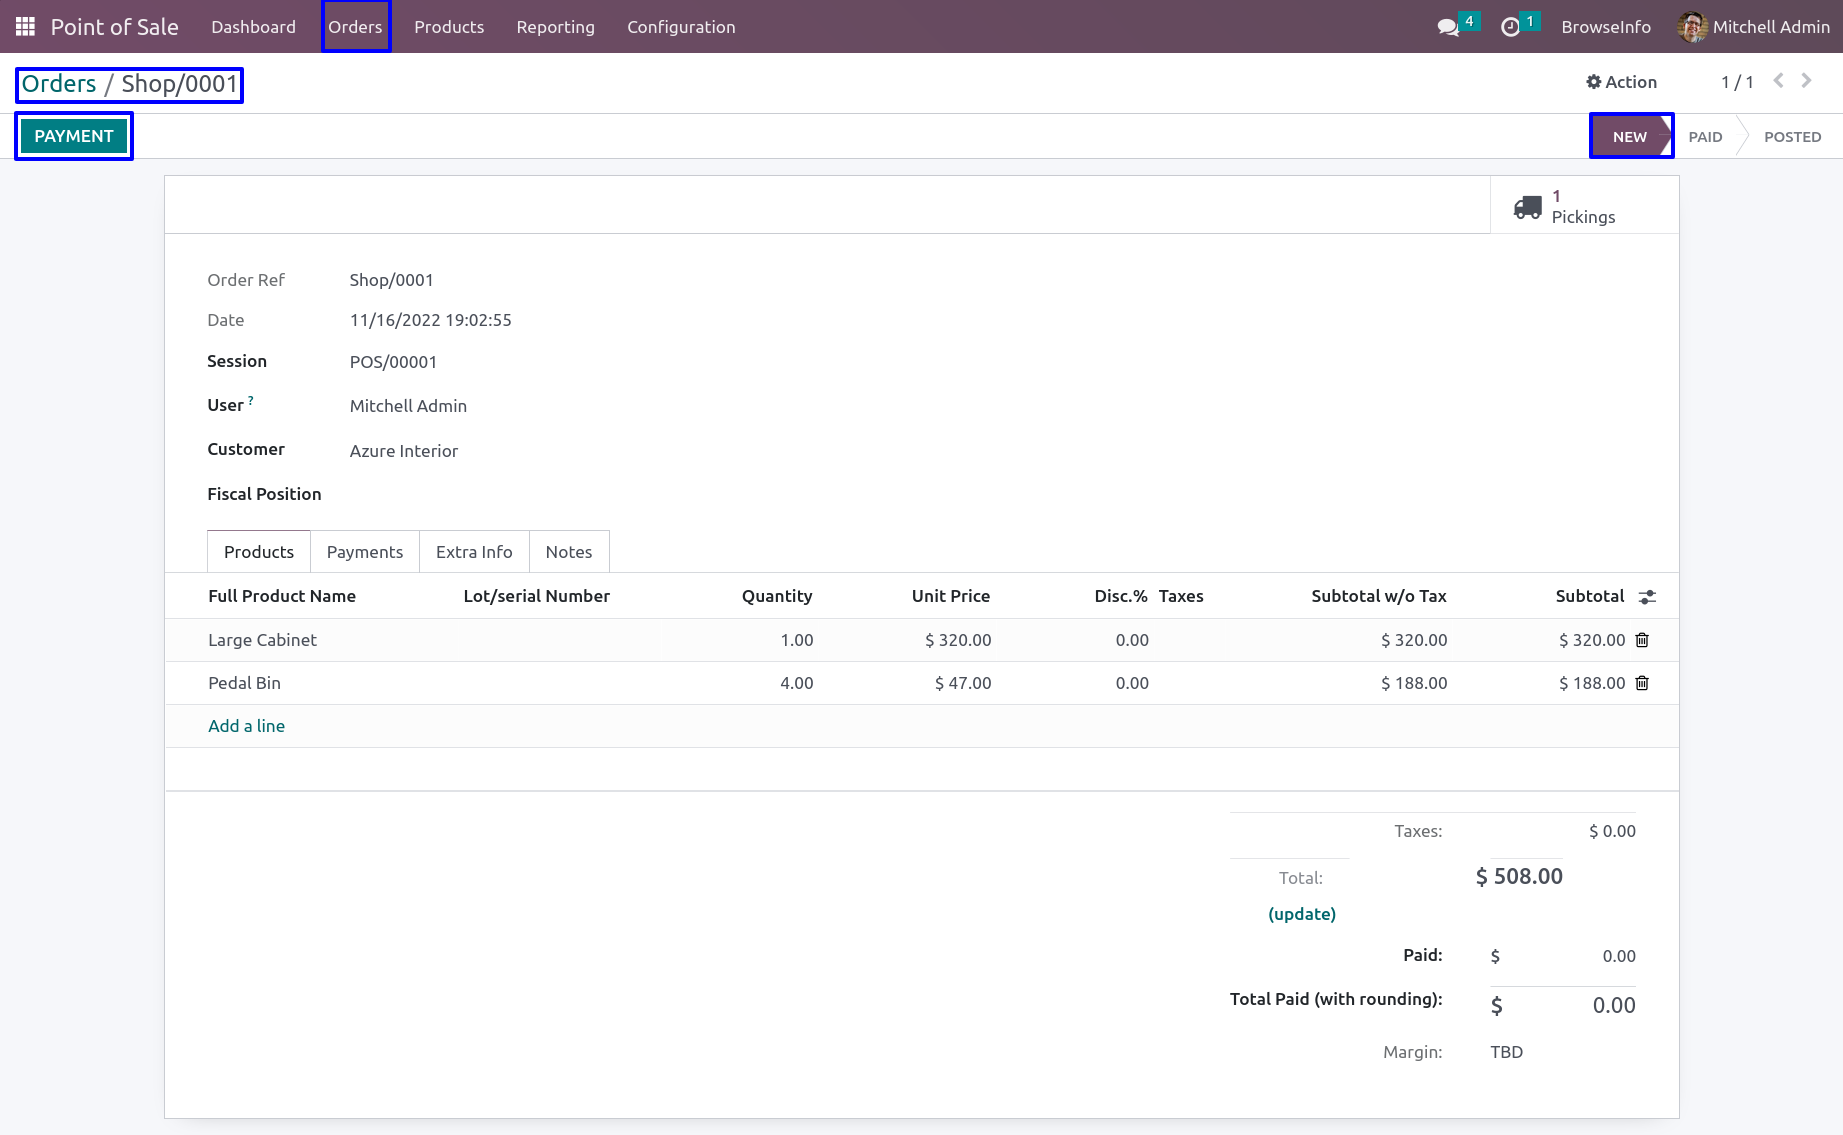 Point of Sale Dashboard Orders Products Reporting Configuration 4 1 BrowseInfo Mitchell Admin
Orders / Shop/0001 Action 1 / 1
PAYMENT NEW PAID POSTED
1
Pickings
Order Ref Shop/0001
Date 11/16/2022 19:02:55
Session POS/00001
User ? Mitchell Admin
Customer Azure Interior
Fiscal Position
Products Payments Extra Info Notes
Full Product Name Lot/serial Number Quantity Unit Price Disc.% Taxes Subtotal w/o Tax Subtotal
Large Cabinet 1.00 $ 320.00 0.00 $ 320.00 $ 320.00
Pedal Bin 4.00 $ 47.00 0.00 $ 188.00 $ 188.00
Add a line
Taxes: $ 0.00
Total: $ 508.00
(update)
Paid: $ 0.00
Total Paid (with rounding): $ 0.00
Margin: TBD